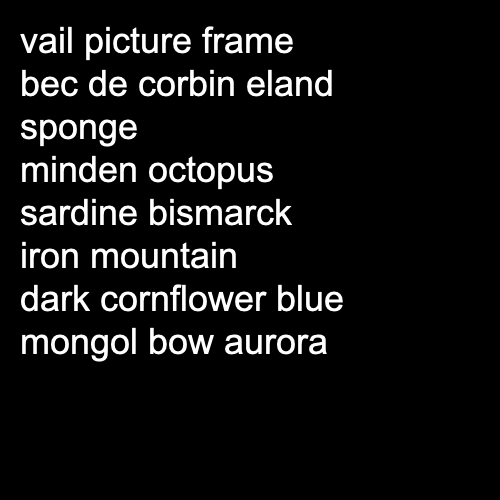 vail picture frame
bec de corbin eland
sponge
minden octopus
sardine bismarck
iron mountain
dark cornflower blue
mongol bow aurora